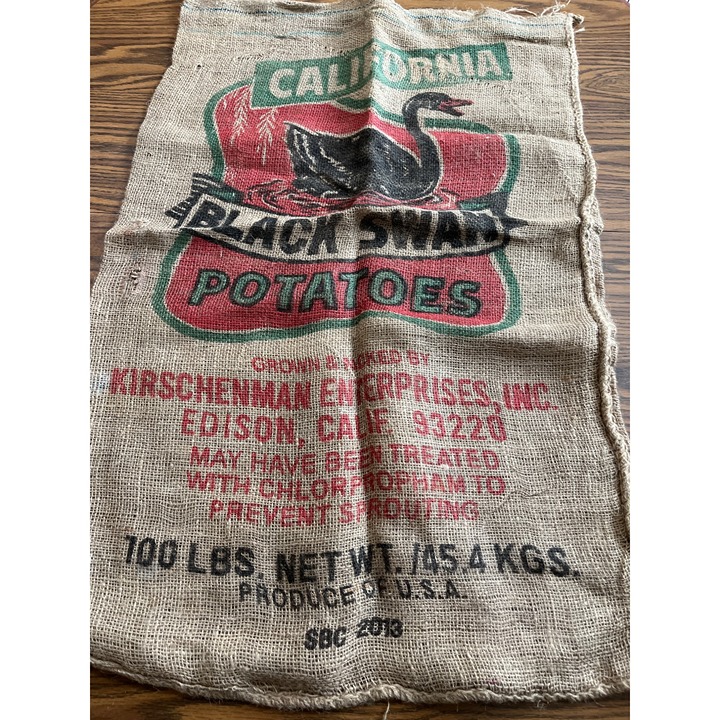 CALIFORNIA
BLACK SWAN
POTATOES
GROWN & PACKED BY
KIRSCHENMAN ENTERPRISES, INC.
EDISON, CALIF. 93220
MAY HAVE BEEN TREATED
WITH CHLORPROPHAM TO
PREVENT SPROUTING
100 LBS. NET WT. /45.4 KGS.
PRODUCE OF U.S.A.
SBC 2013